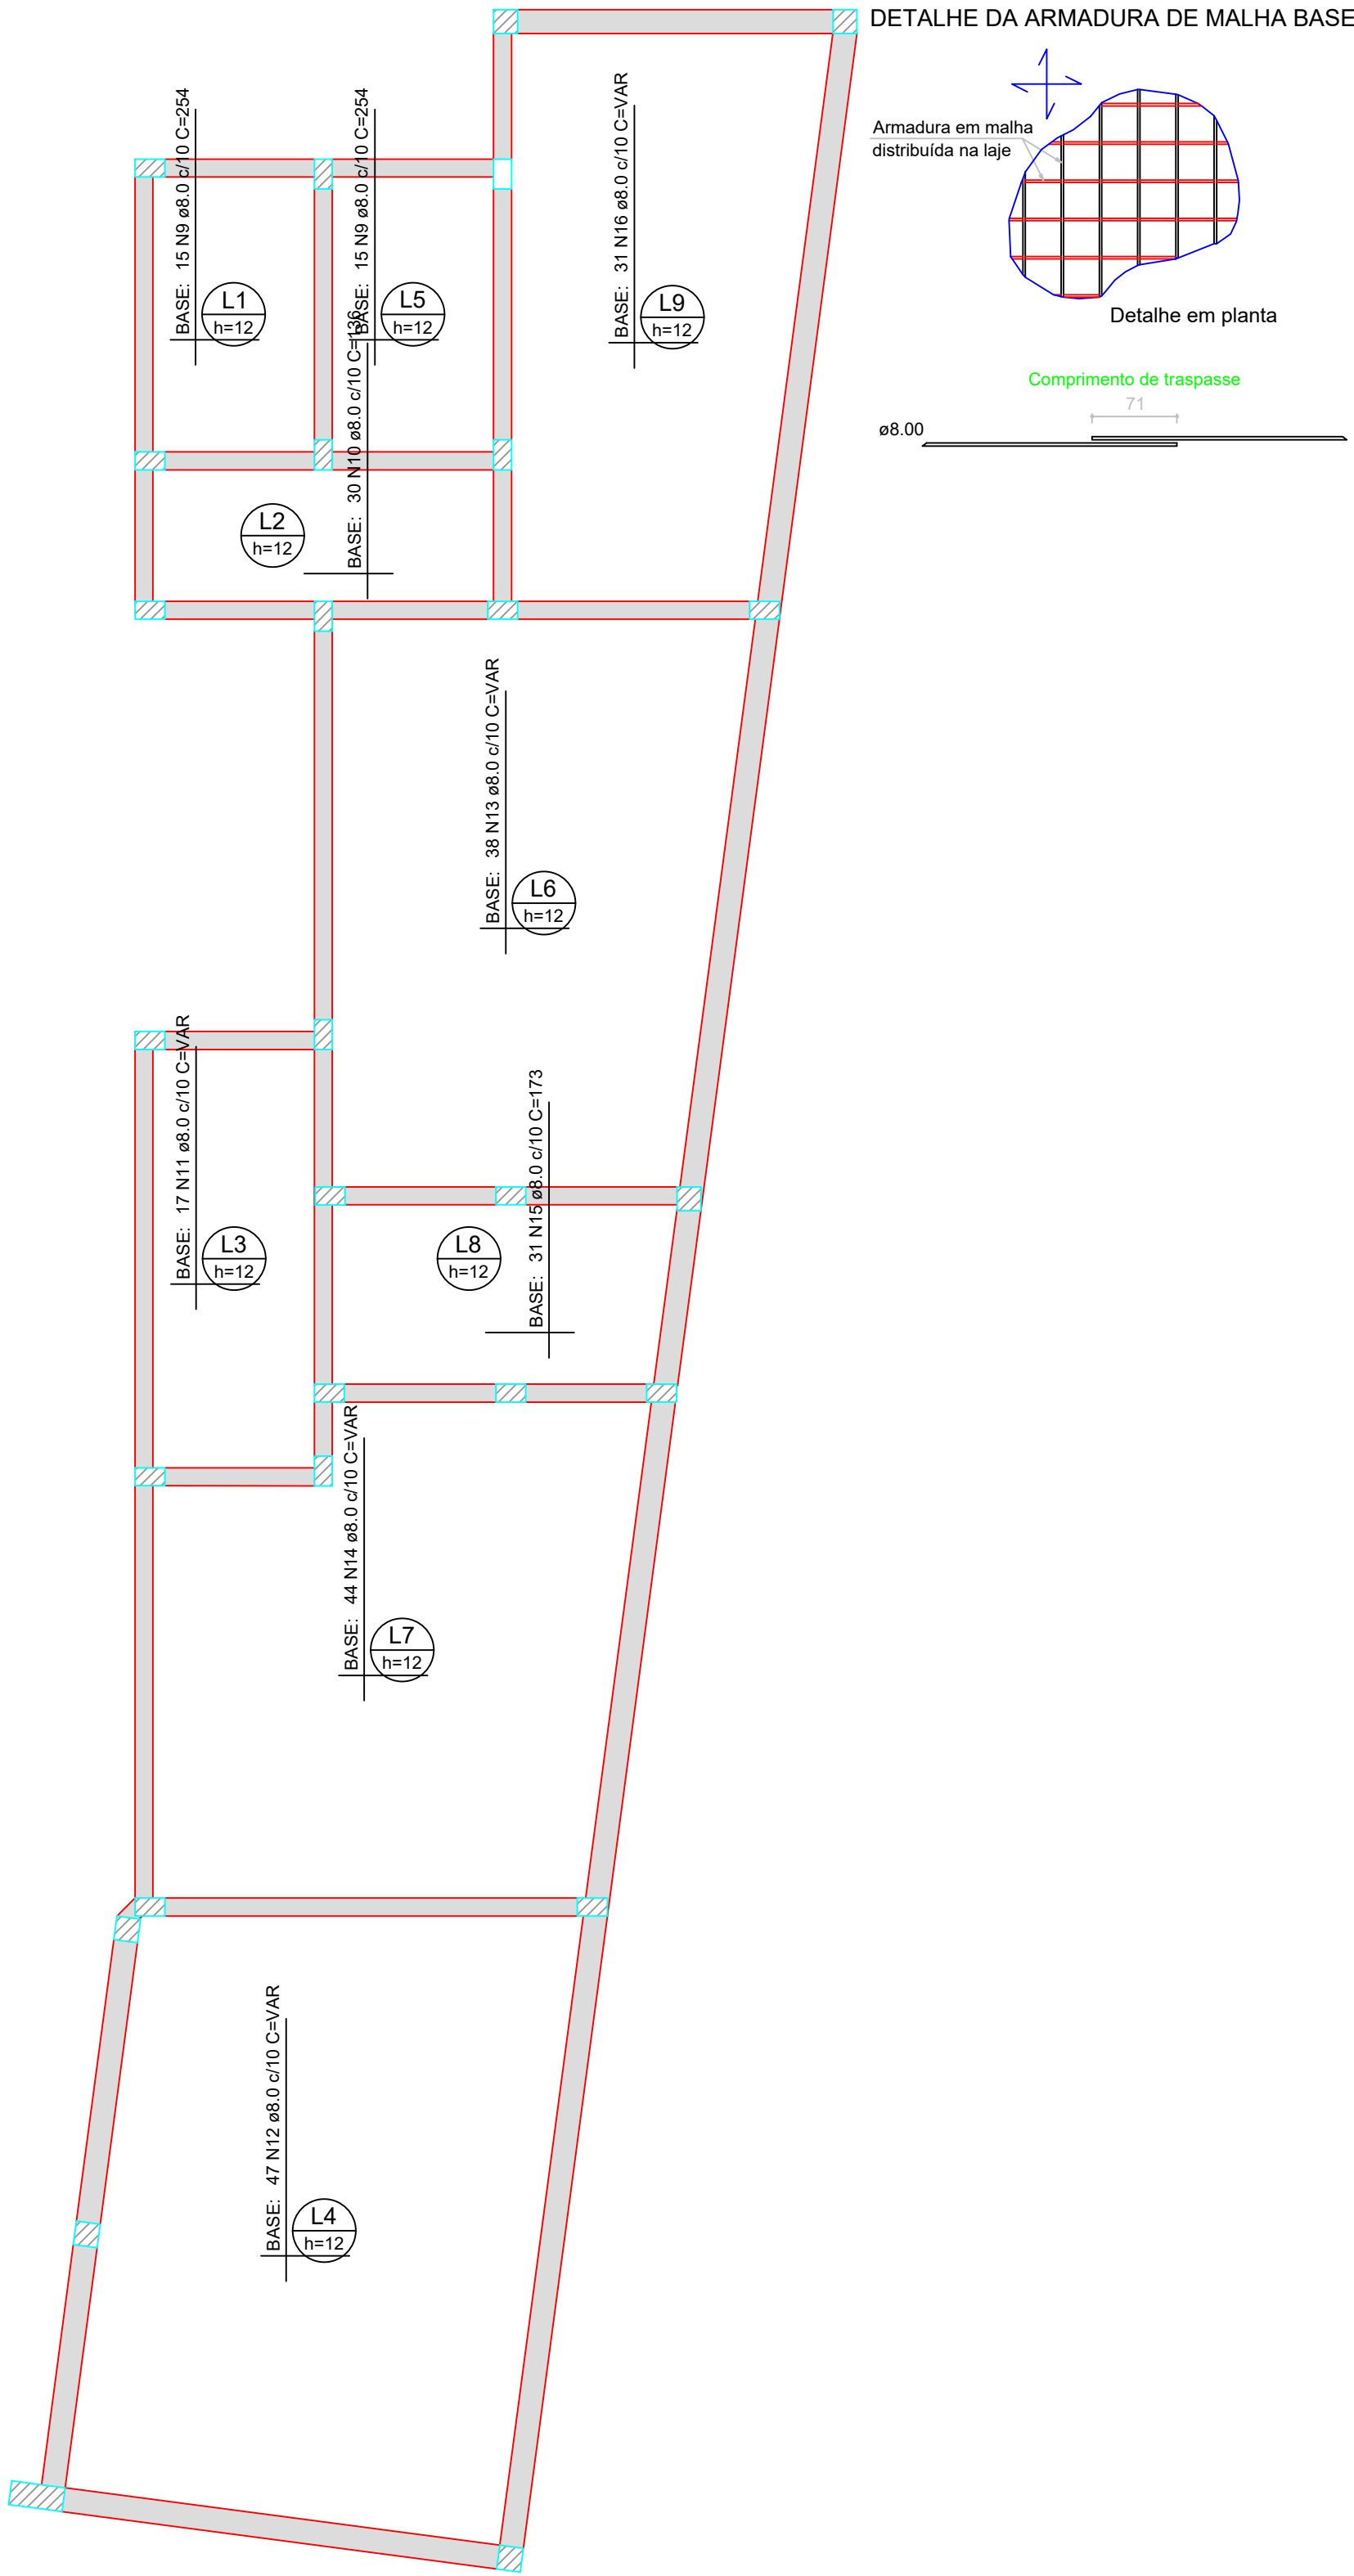 DETALHE DA ARMADURA DE MALHA BASE
Armadura em malha
distribuída na laje
Detalhe em planta
Comprimento de traspasse
71
ø8.00
BASE: 15 N9 ø8.0 c/10 C=254
L1
h=12
BASE: 15 N9 ø8.0 c/10 C=254
L5
h=12
BASE: 31 N16 ø8.0 c/10 C=VAR
L9
h=12
BASE: 30 N10 ø8.0 c/10 C=136
L2
h=12
BASE: 38 N13 ø8.0 c/10 C=VAR
L6
h=12
BASE: 17 N11 ø8.0 c/10 C=VAR
L3
h=12
BASE: 31 N15 ø8.0 c/10 C=173
L8
h=12
BASE: 44 N14 ø8.0 c/10 C=VAR
L7
h=12
BASE: 47 N12 ø8.0 c/10 C=VAR
L4
h=12